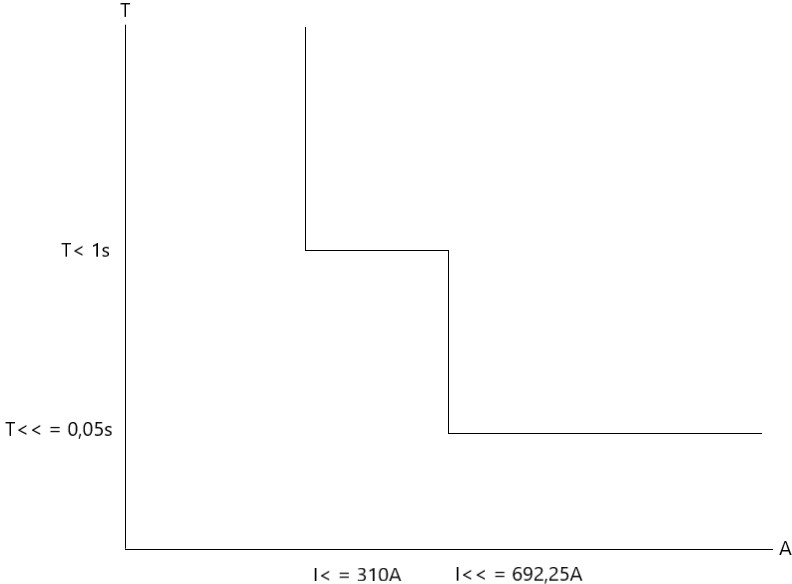 T
T< 1s
T<< = 0,05s
A
I< = 310A
I<< = 692,25A